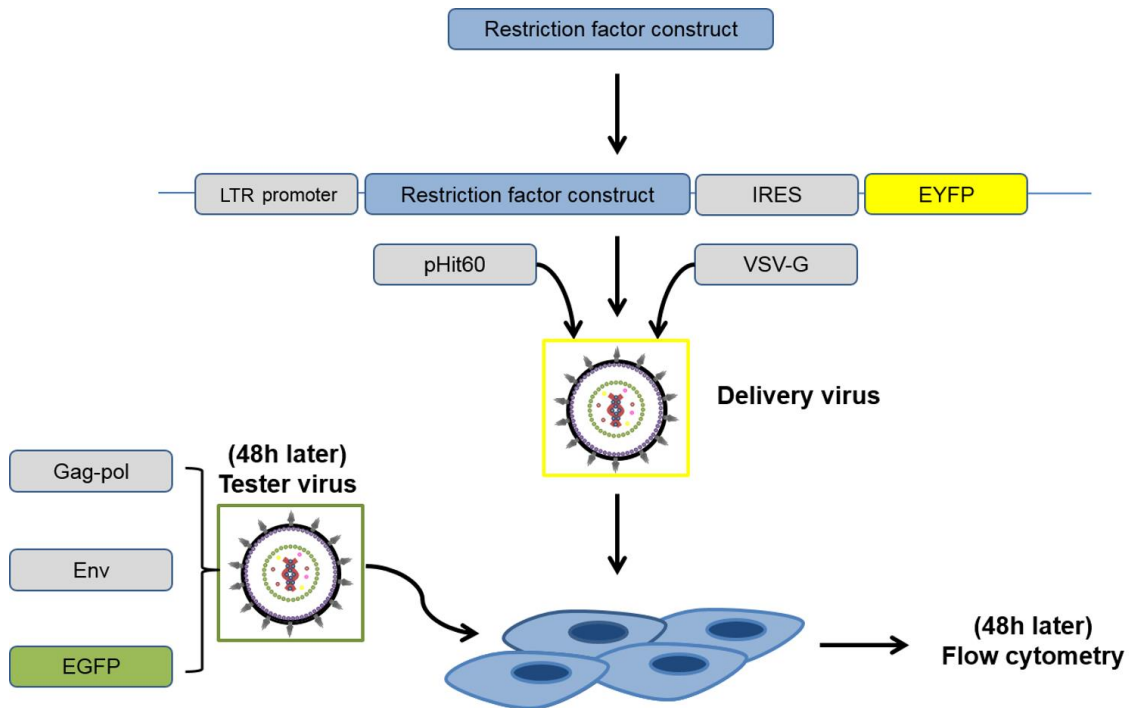 Restriction factor construct
LTR promoter
Restriction factor construct
IRES
EYFP
pHit60
VSV-G
Delivery virus
(48h later)
Tester virus
Gag-pol
Env
EGFP
(48h later)
Flow cytometry